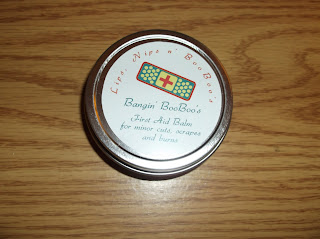 Lips, Nips n' BooBoo's
Bangin' BooBoo's
First Aid Balm
for minor cuts, scrapes
and burns